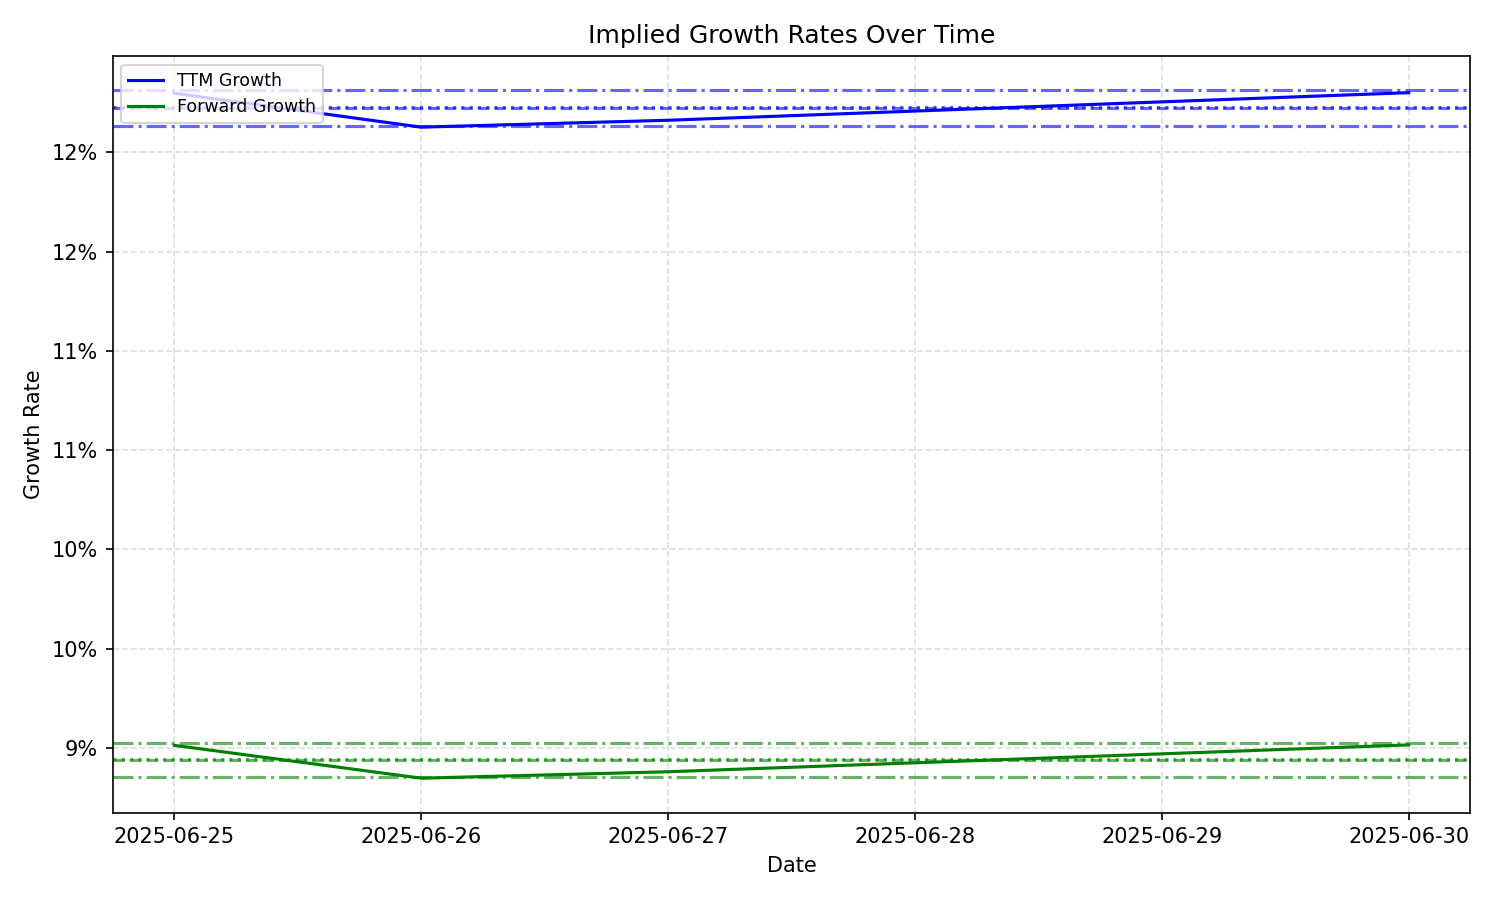 Implied Growth Rates Over Time
TTM Growth
Forward Growth
12%
12%
11%
11%
10%
10%
9%
Growth Rate
2025-06-25
2025-06-26
2025-06-27
2025-06-28
2025-06-29
2025-06-30
Date